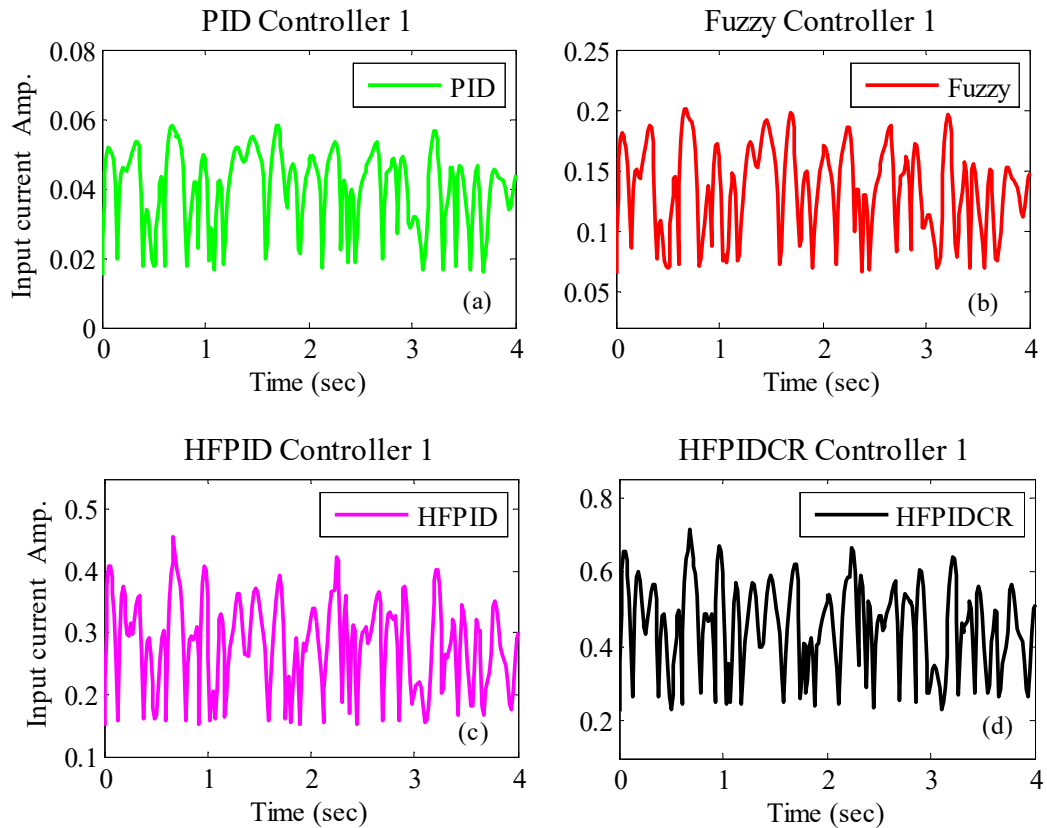 PID Controller 1
0.08
0.06
0.04
0.02
0
Input current Amp.
PID
(a)
0
1
2
3
4
Time (sec)
Fuzzy Controller 1
0.25
0.2
0.15
0.1
0.05
Fuzzy
(b)
0
1
2
3
4
Time (sec)
HFPID Controller 1
0.5
0.4
0.3
0.2
0.1
Input current Amp.
HFPID
(c)
0
1
2
3
4
Time (sec)
HFPIDCR Controller 1
0.8
0.6
0.4
0.2
HFPIDCR
(d)
0
1
2
3
4
Time (sec)